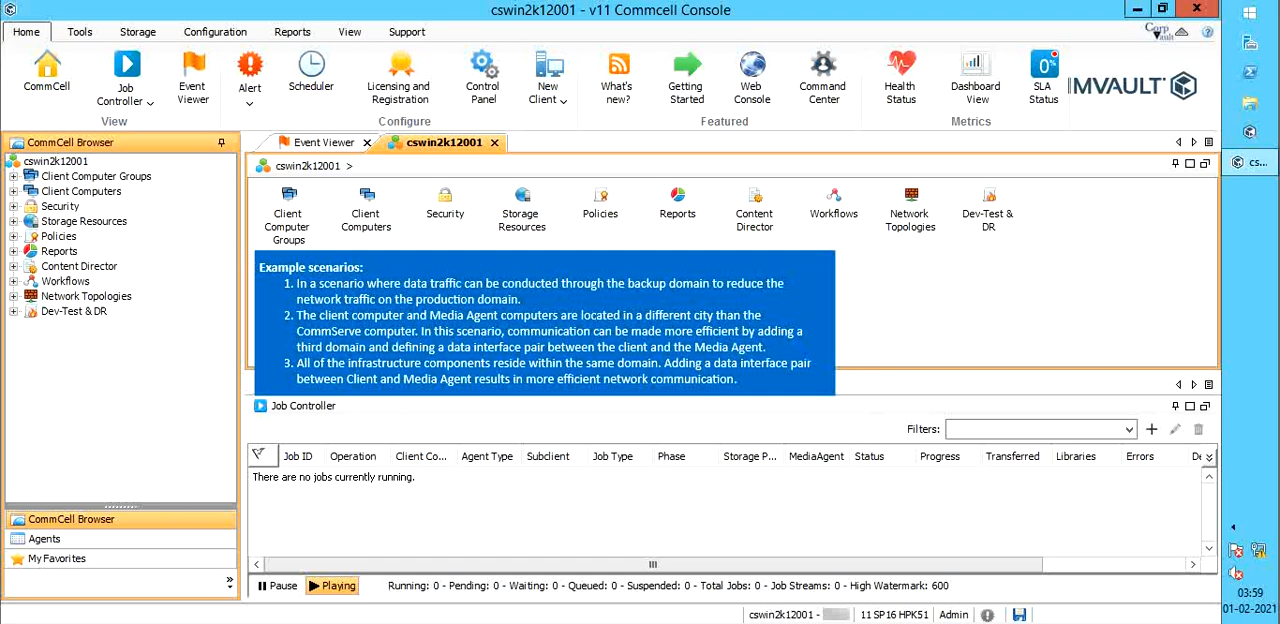 cswin2k12001 - v11 Commcell Console
Home Tools Storage Configuration Reports View Support
Corp Vault
CommCell
Job Controller
Event Viewer
Alert
Scheduler
Licensing and Registration
Control Panel
New Client
What's new?
Getting Started
Web Console
Command Center
Health Status
Dashboard View
0%
SLA Status
MVAULT
View Configure Featured Metrics
CommCell Browser
cswin2k12001
Client Computer Groups
Client Computers
Security
Storage Resources
Policies
Reports
Content Director
Workflows
Network Topologies
Dev-Test & DR
CommCell Browser
Agents
My Favorites
Event Viewer cswin2k12001
cswin2k12001 >
Client Computer Groups
Client Computers
Security
Storage Resources
Policies
Reports
Content Director
Workflows
Network Topologies
Dev-Test & DR
Example scenarios:
1. In a scenario where data traffic can be conducted through the backup domain to reduce the
network traffic on the production domain.
2. The client computer and Media Agent computers are located in a different city than the
CommServe computer. In this scenario, communication can be made more efficient by adding a
third domain and defining a data interface pair between the client and the Media Agent.
3. All of the infrastructure components reside within the same domain. Adding a data interface pair
between Client and Media Agent results in more efficient network communication.
Job Controller
Filters:
Job ID Operation Client Co... Agent Type Subclient Job Type Phase Storage P... MediaAgent Status Progress Transferred Libraries Errors De
There are no jobs currently running.
Pause Playing Running: 0 - Pending: 0 - Waiting: 0 - Queued: 0 - Suspended: 0 - Total Jobs: 0 - Job Streams: 0 - High Watermark: 600
cswin2k12001 - 11 SP16 HPK51 Admin
cs...
03:59
01-02-2021